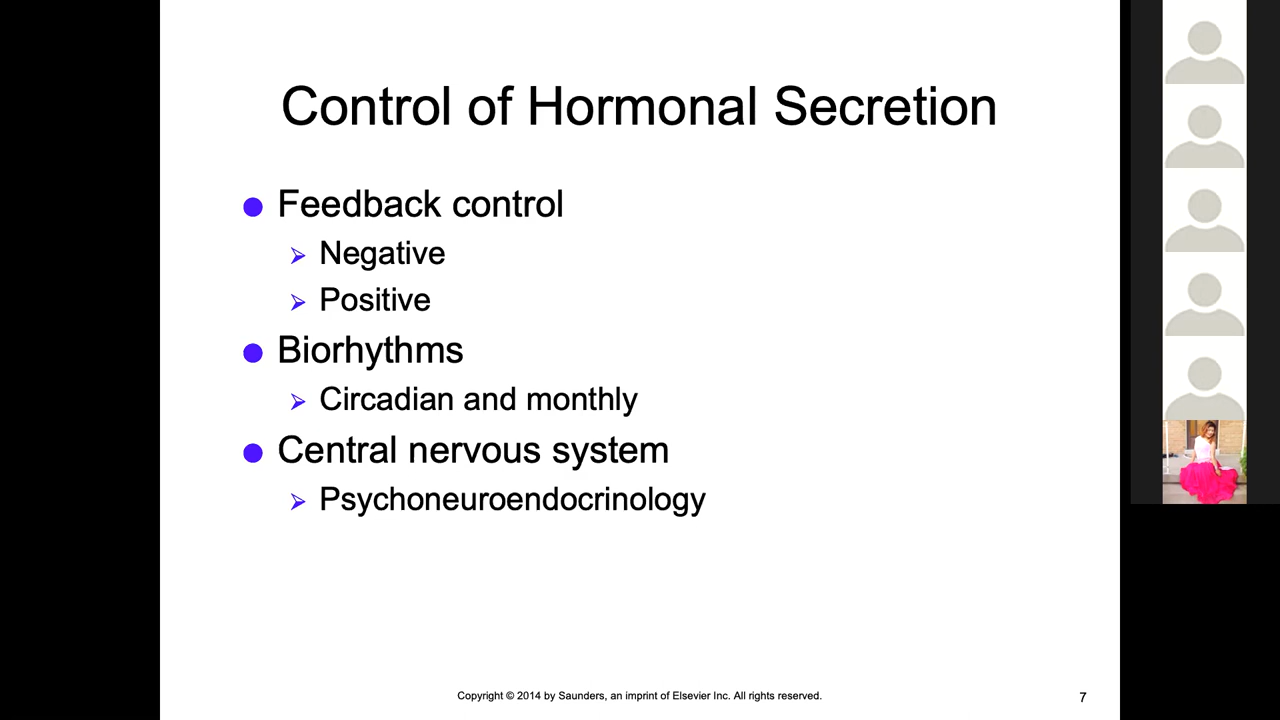 Control of Hormonal Secretion
Feedback control
Negative
Positive
Biorhythms
Circadian and monthly
Central nervous system
Psychoneuroendocrinology
Copyright © 2014 by Saunders, an imprint of Elsevier Inc. All rights reserved.
7